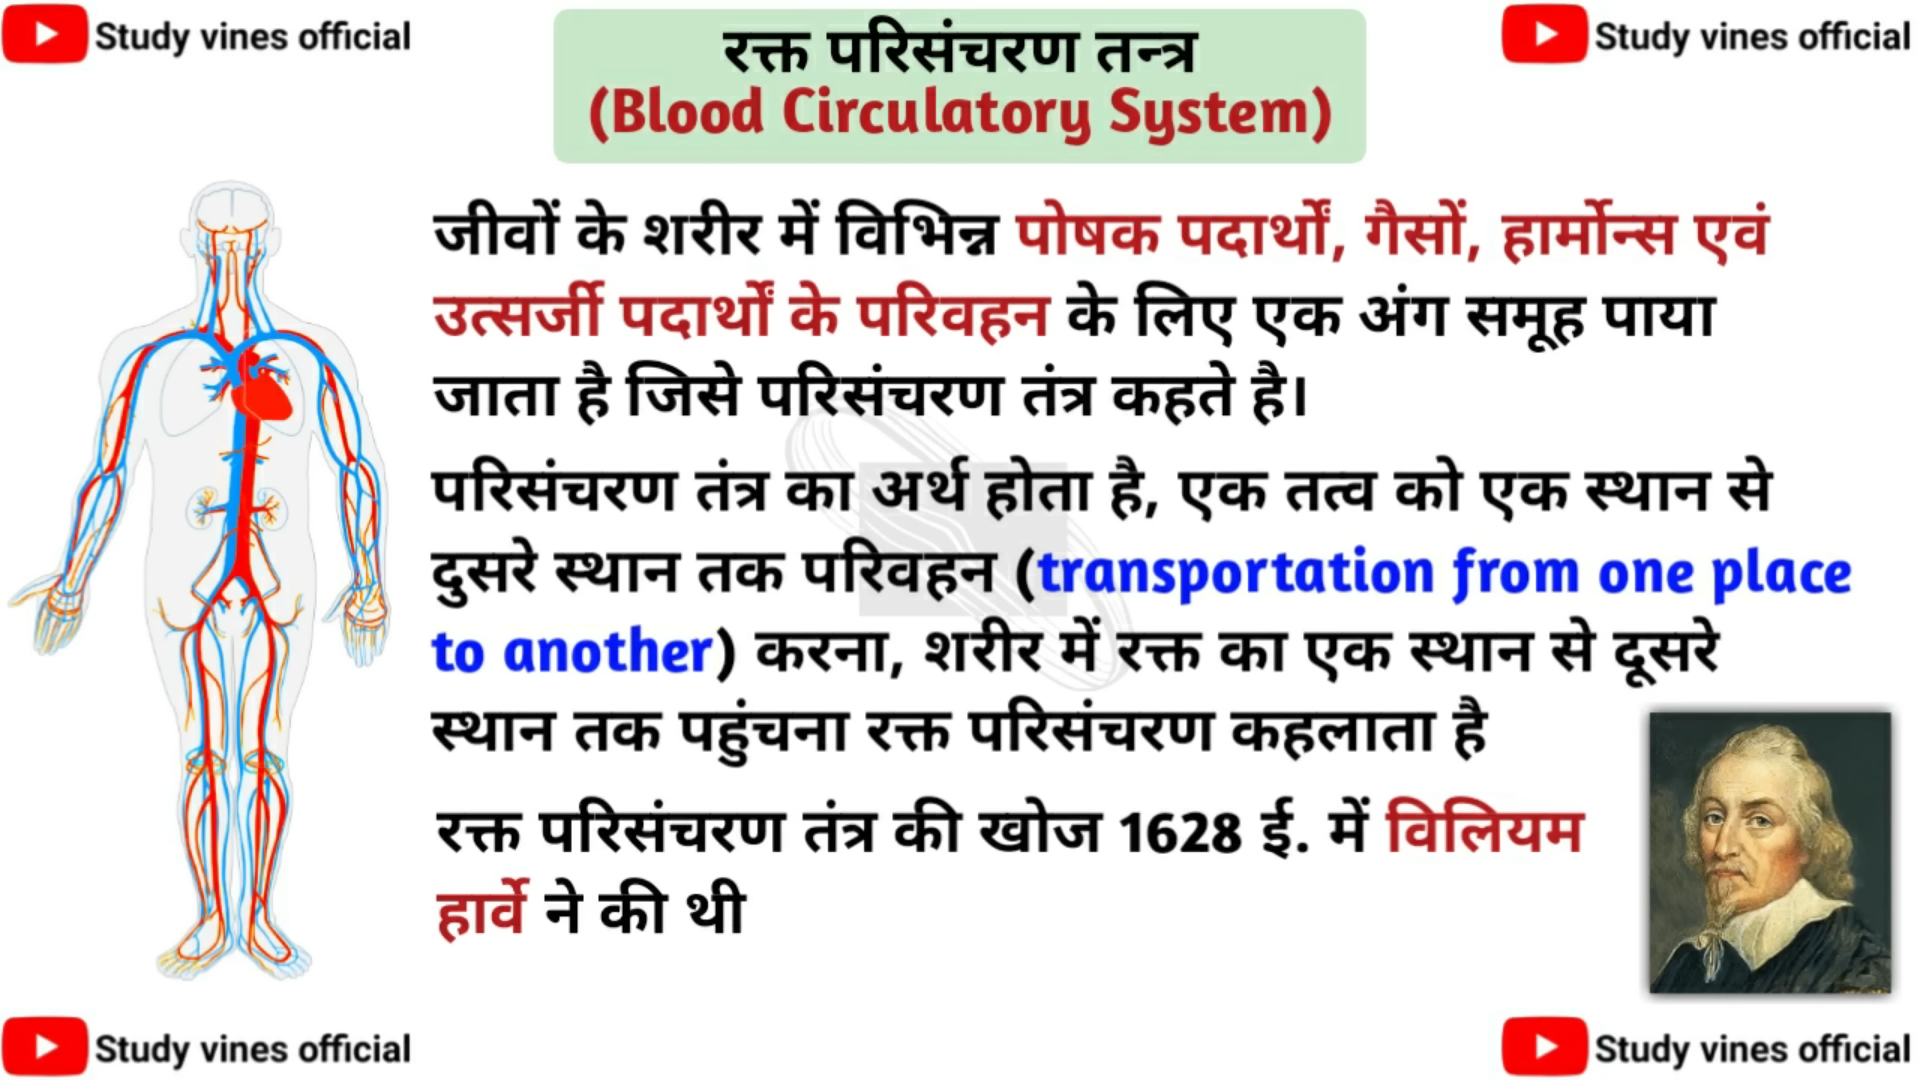 Study vines official
Study vines official
रक्त परिसंचरण तन्त्र
(Blood Circulatory System)
जीवों के शरीर में विभिन्न पोषक पदार्थों, गैसों, हार्मोन्स एवं
उत्सर्जी पदार्थों के परिवहन के लिए एक अंग समूह पाया
जाता है जिसे परिसंचरण तंत्र कहते है।
परिसंचरण तंत्र का अर्थ होता है, एक तत्व को एक स्थान से
दुसरे स्थान तक परिवहन (transportation from one place
to another) करना, शरीर में रक्त का एक स्थान से दूसरे
स्थान तक पहुंचना रक्त परिसंचरण कहलाता है
रक्त परिसंचरण तंत्र की खोज 1628 ई. में विलियम
हार्वे ने की थी
Study vines official
Study vines official